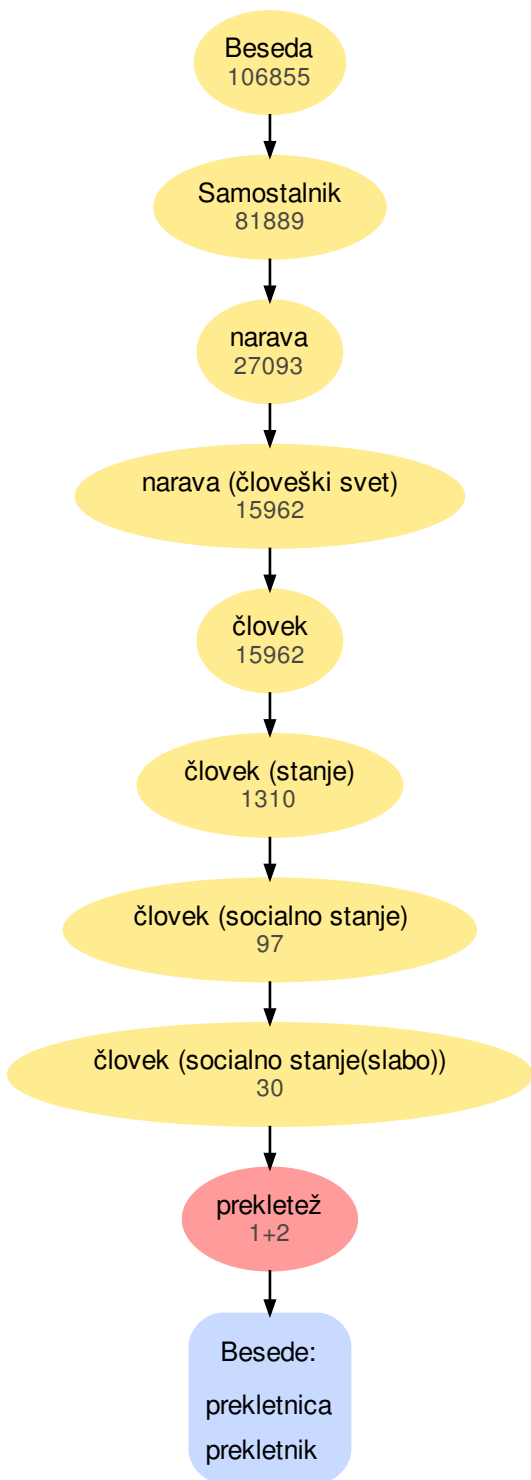 Beseda
106855
Samostalnik
81889
narava
27093
narava (človeški svet)
15962
človek
15962
človek (stanje)
1310
človek (socialno stanje)
97
človek (socialno stanje(slabo))
30
prekletež
1+2
Besede:
prekletnica
prekletnik